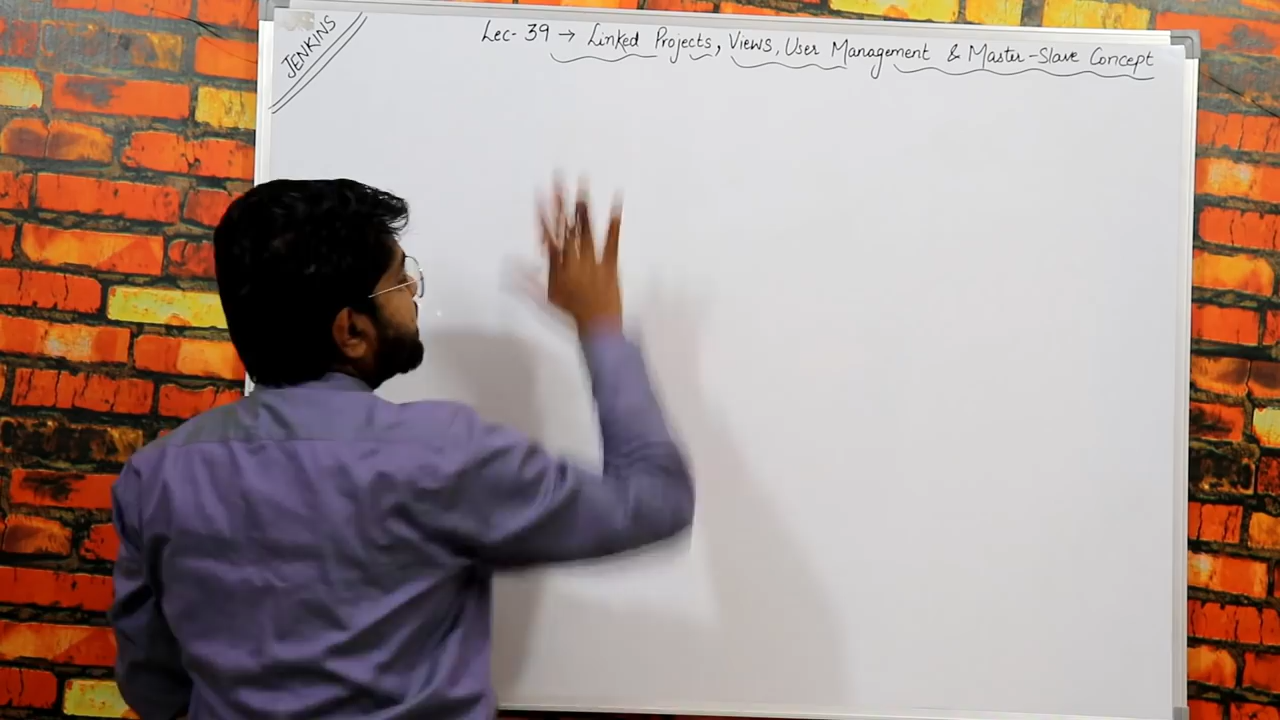 JENKINS
Lec- 39 → Linked Projects, Views, User Management & Master-Slave Concept